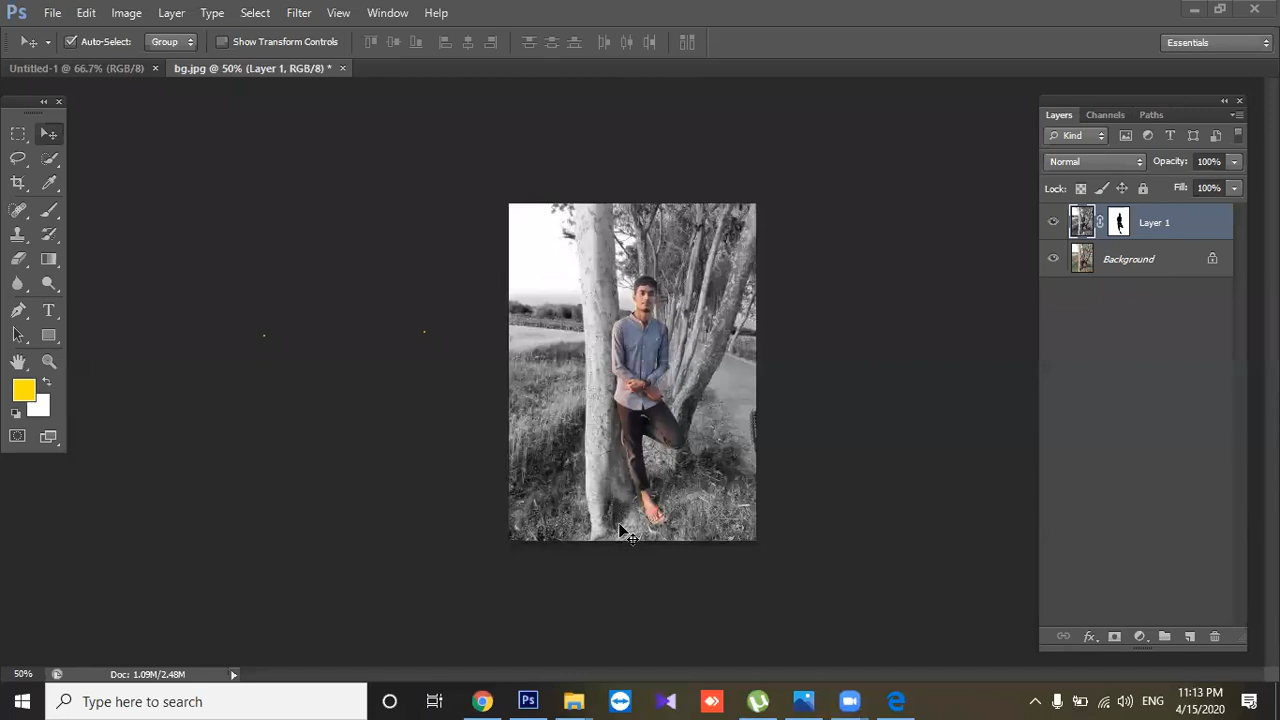 Ps File Edit Image Layer Type Select Filter View Window Help
Auto-Select: Group Show Transform Controls Essentials
Untitled-1 @ 66.7% (RGB/8) × bg.jpg @ 50% (Layer 1, RGB/8) * ×
Layers Channels Paths
Kind
Normal Opacity: 100%
Lock: Fill: 100%
Layer 1
Background
fx
50% Doc: 1.09M/2.48M
Type here to search
Ps
ENG
11:13 PM
4/15/2020